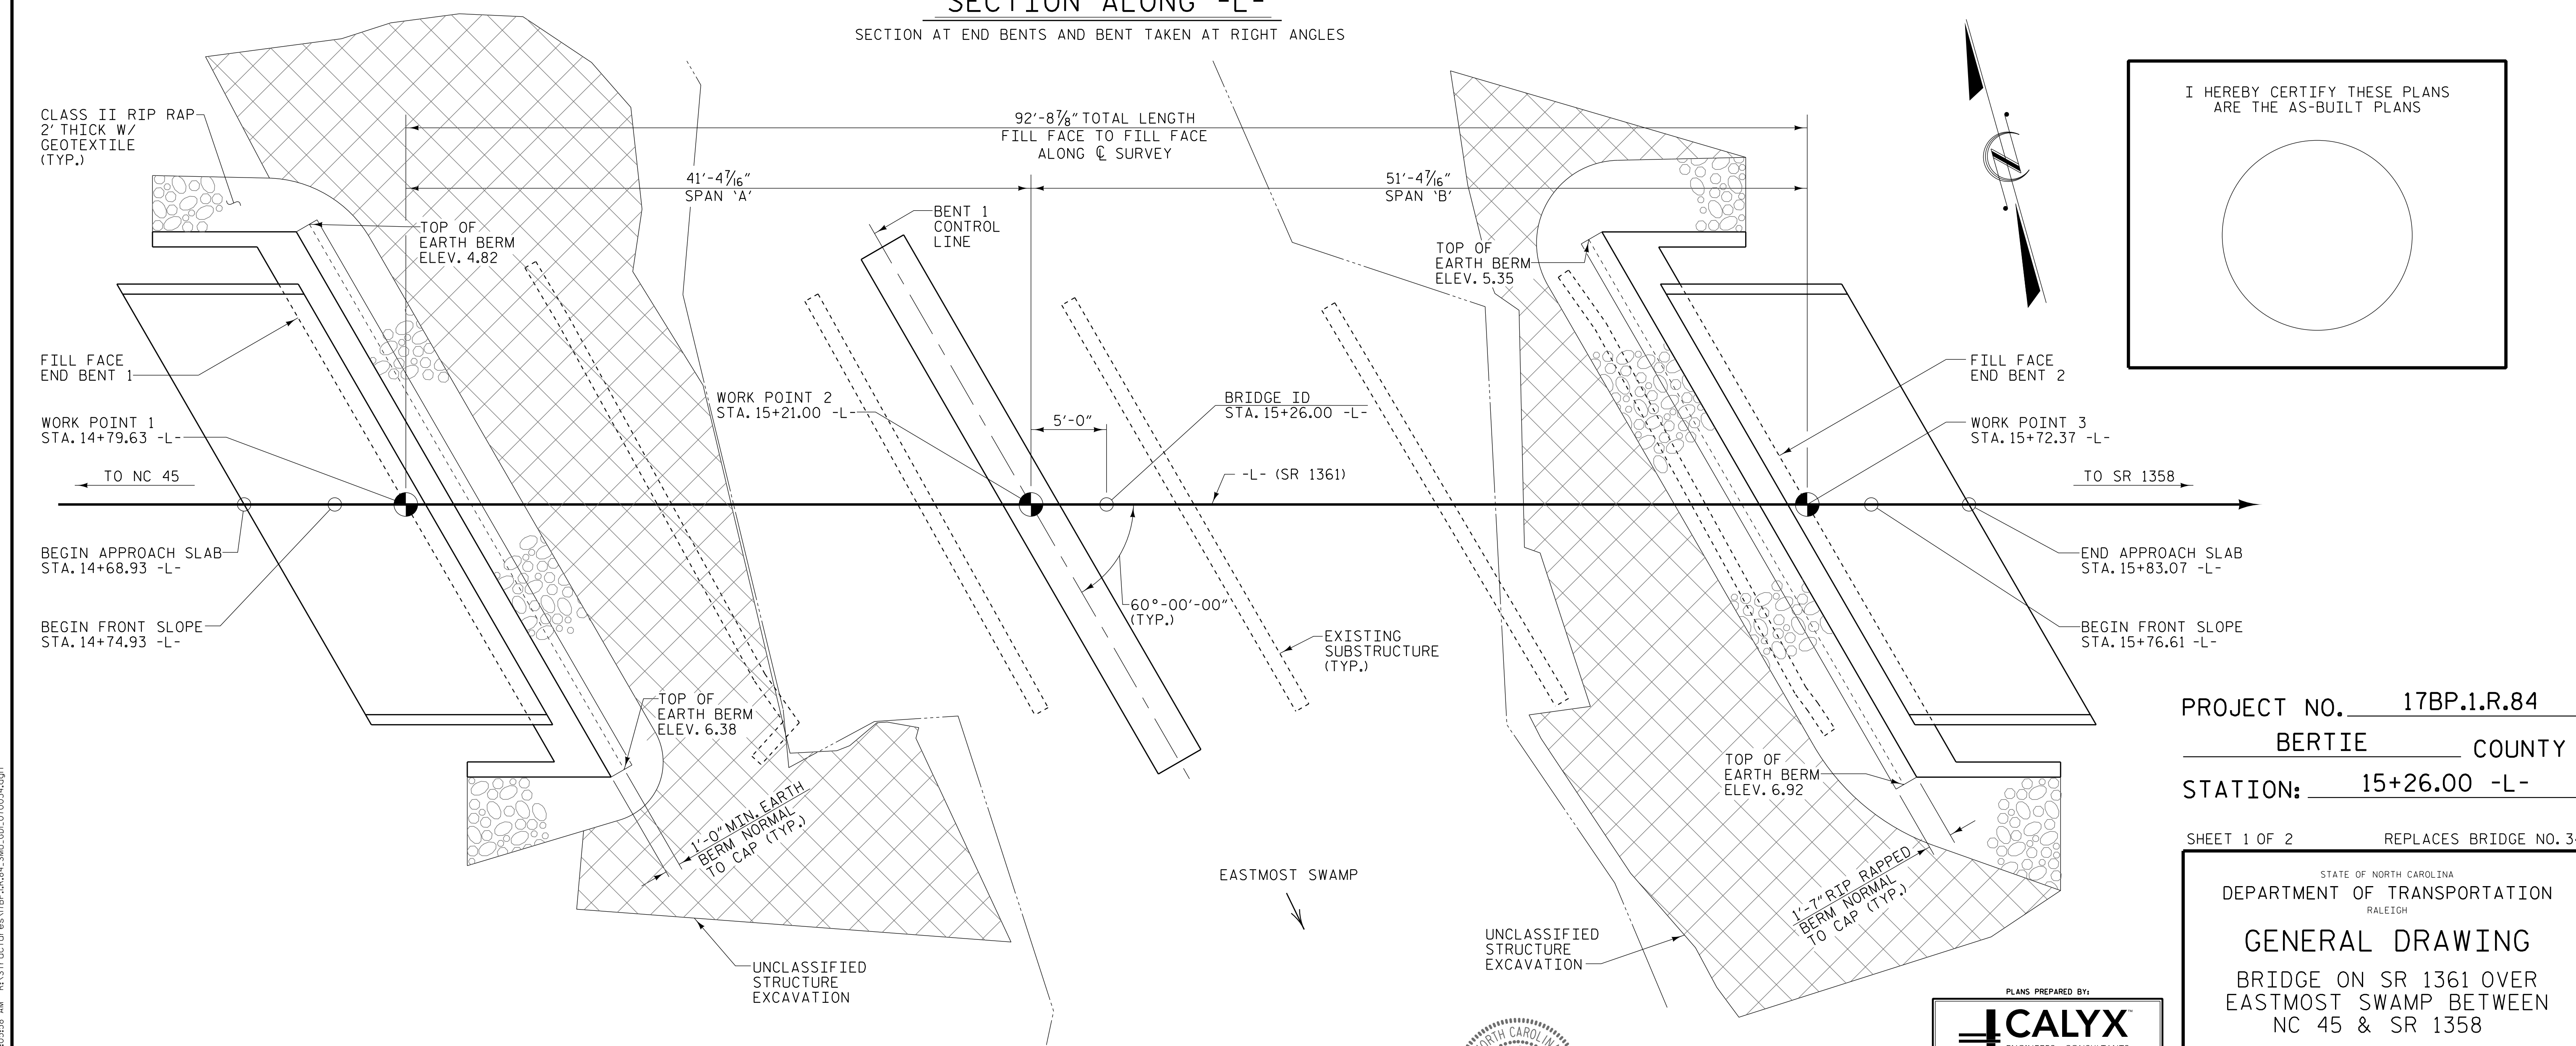 SECTION ALONG -L-
SECTION AT END BENTS AND BENT TAKEN AT RIGHT ANGLES
CLASS II RIP RAP
2' THICK W/
GEOTEXTILE
(TYP.)
92'-8⅞" TOTAL LENGTH
FILL FACE TO FILL FACE
ALONG ℄ SURVEY
41'-4 7/16"
SPAN 'A'
51'-4 7/16"
SPAN 'B'
TOP OF
EARTH BERM
ELEV. 4.82
BENT 1
CONTROL
LINE
TOP OF
EARTH BERM
ELEV. 5.35
I HEREBY CERTIFY THESE PLANS
ARE THE AS-BUILT PLANS
FILL FACE
END BENT 1
WORK POINT 1
STA. 14+79.63 -L-
TO NC 45
BEGIN APPROACH SLAB
STA. 14+68.93 -L-
BEGIN FRONT SLOPE
STA. 14+74.93 -L-
WORK POINT 2
STA. 15+21.00 -L-
5'-0"
BRIDGE ID
STA. 15+26.00 -L-
-L- (SR 1361)
60°-00'-00"
(TYP.)
EXISTING
SUBSTRUCTURE
(TYP.)
FILL FACE
END BENT 2
WORK POINT 3
STA. 15+72.37 -L-
TO SR 1358
END APPROACH SLAB
STA. 15+83.07 -L-
BEGIN FRONT SLOPE
STA. 15+76.61 -L-
TOP OF
EARTH BERM
ELEV. 6.38
1'-0" MIN. EARTH
BERM NORMAL
TO CAP (TYP.)
UNCLASSIFIED
STRUCTURE
EXCAVATION
EASTMOST SWAMP
TOP OF
EARTH BERM
ELEV. 6.92
1'-7" RIP RAPPED
BERM NORMAL
TO CAP (TYP.)
UNCLASSIFIED
STRUCTURE
EXCAVATION
PROJECT NO. 17BP.1.R.84
BERTIE COUNTY
STATION: 15+26.00 -L-
SHEET 1 OF 2 REPLACES BRIDGE NO.
STATE OF NORTH CAROLINA
DEPARTMENT OF TRANSPORTATION
RALEIGH
GENERAL DRAWING
BRIDGE ON SR 1361 OVER
EASTMOST SWAMP BETWEEN
NC 45 & SR 1358
PLANS PREPARED BY:
CALYX™
NORTH CAROLINA